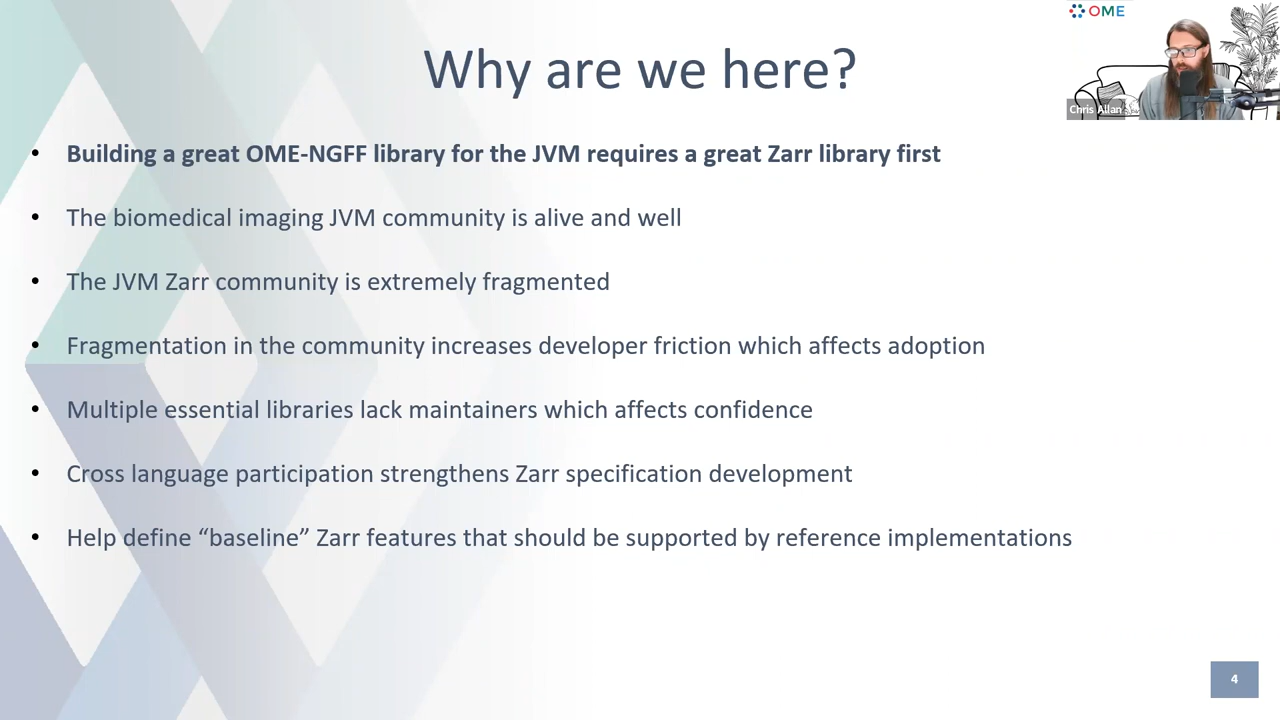 OME
Why are we here?
Chris Allan
• Building a great OME-NGFF library for the JVM requires a great Zarr library first
• The biomedical imaging JVM community is alive and well
• The JVM Zarr community is extremely fragmented
• Fragmentation in the community increases developer friction which affects adoption
• Multiple essential libraries lack maintainers which affects confidence
• Cross language participation strengthens Zarr specification development
• Help define “baseline” Zarr features that should be supported by reference implementations
4